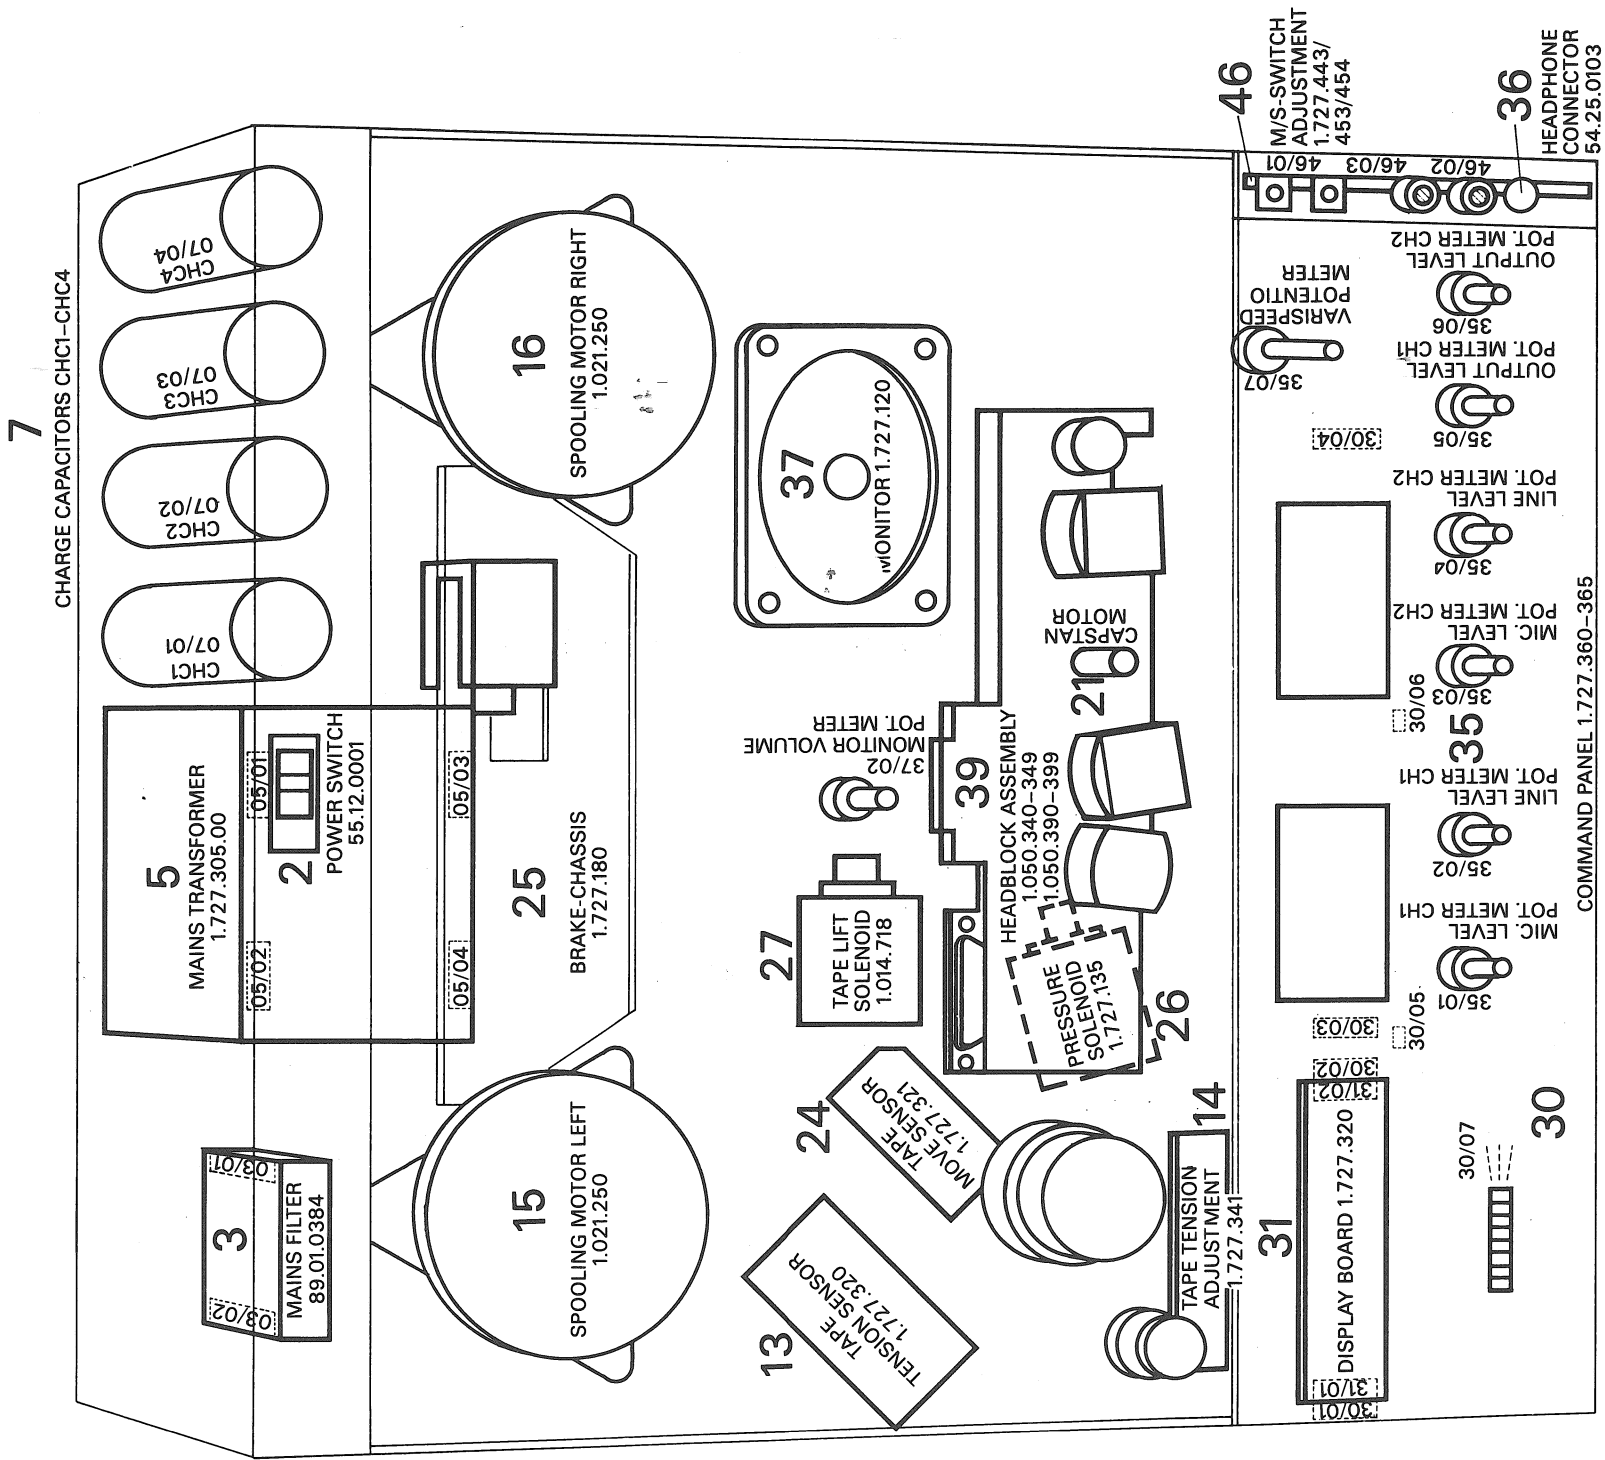 7
CHARGE CAPACITORS CHC1-CHC4
CHC1
07/01
CHC2
07/02
CHC3
07/03
CHC4
07/04
3
MAINS FILTER
89.01.0384
03/01
03/02
5
MAINS TRANSFORMER
1.727.305.00
05/01
05/02
05/03
05/04
2
POWER SWITCH
55.12.0001
15
SPOOLING MOTOR LEFT
1.021.250
25
BRAKE-CHASSIS
1.727.180
16
SPOOLING MOTOR RIGHT
1.021.250
13
TAPE
TENSION SENSOR
1.727.320
24
TAPE
MOVE SENSOR
1.727.321
27
TAPE LIFT
SOLENOID
1.014.718
37/02
MONITOR VOLUME
POT. METER
37
MONITOR 1.727.120
39
HEADBLOCK ASSEMBLY
1.050.340-349
1.050.390-399
PRESSURE
SOLENOID
1.727.135
26
21
CAPSTAN
MOTOR
14
TAPE TENSION
ADJUSTMENT
1.727.341
31
DISPLAY BOARD 1.727.320
31/01
31/02
30/01
30/02
30/03
30/04
30/05
30/06
30/07
30
35
35/01
MIC. LEVEL
POT. METER CH1
35/02
LINE LEVEL
POT. METER CH1
35/03
MIC. LEVEL
POT. METER CH2
35/04
LINE LEVEL
POT. METER CH2
35/05
OUTPUT LEVEL
POT. METER CH1
35/06
OUTPUT LEVEL
POT. METER CH2
35/07
VARISPEED
POTENTIO
METER
COMMAND PANEL 1.727.360-365
46
M/S-SWITCH
ADJUSTMENT
1.727.443/
453/454
46/01
46
46/03
46/02
36
HEADPHONE
CONNECTOR
54.25.0103